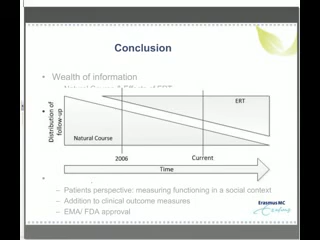 Conclusion
• Wealth of information
Distribution of follow-up
ERT
Natural Course
2006
Current
Time
– Patients perspective: measuring functioning in a social context
– Addition to clinical outcome measures
– EMA/ FDA approval
Erasmus MC